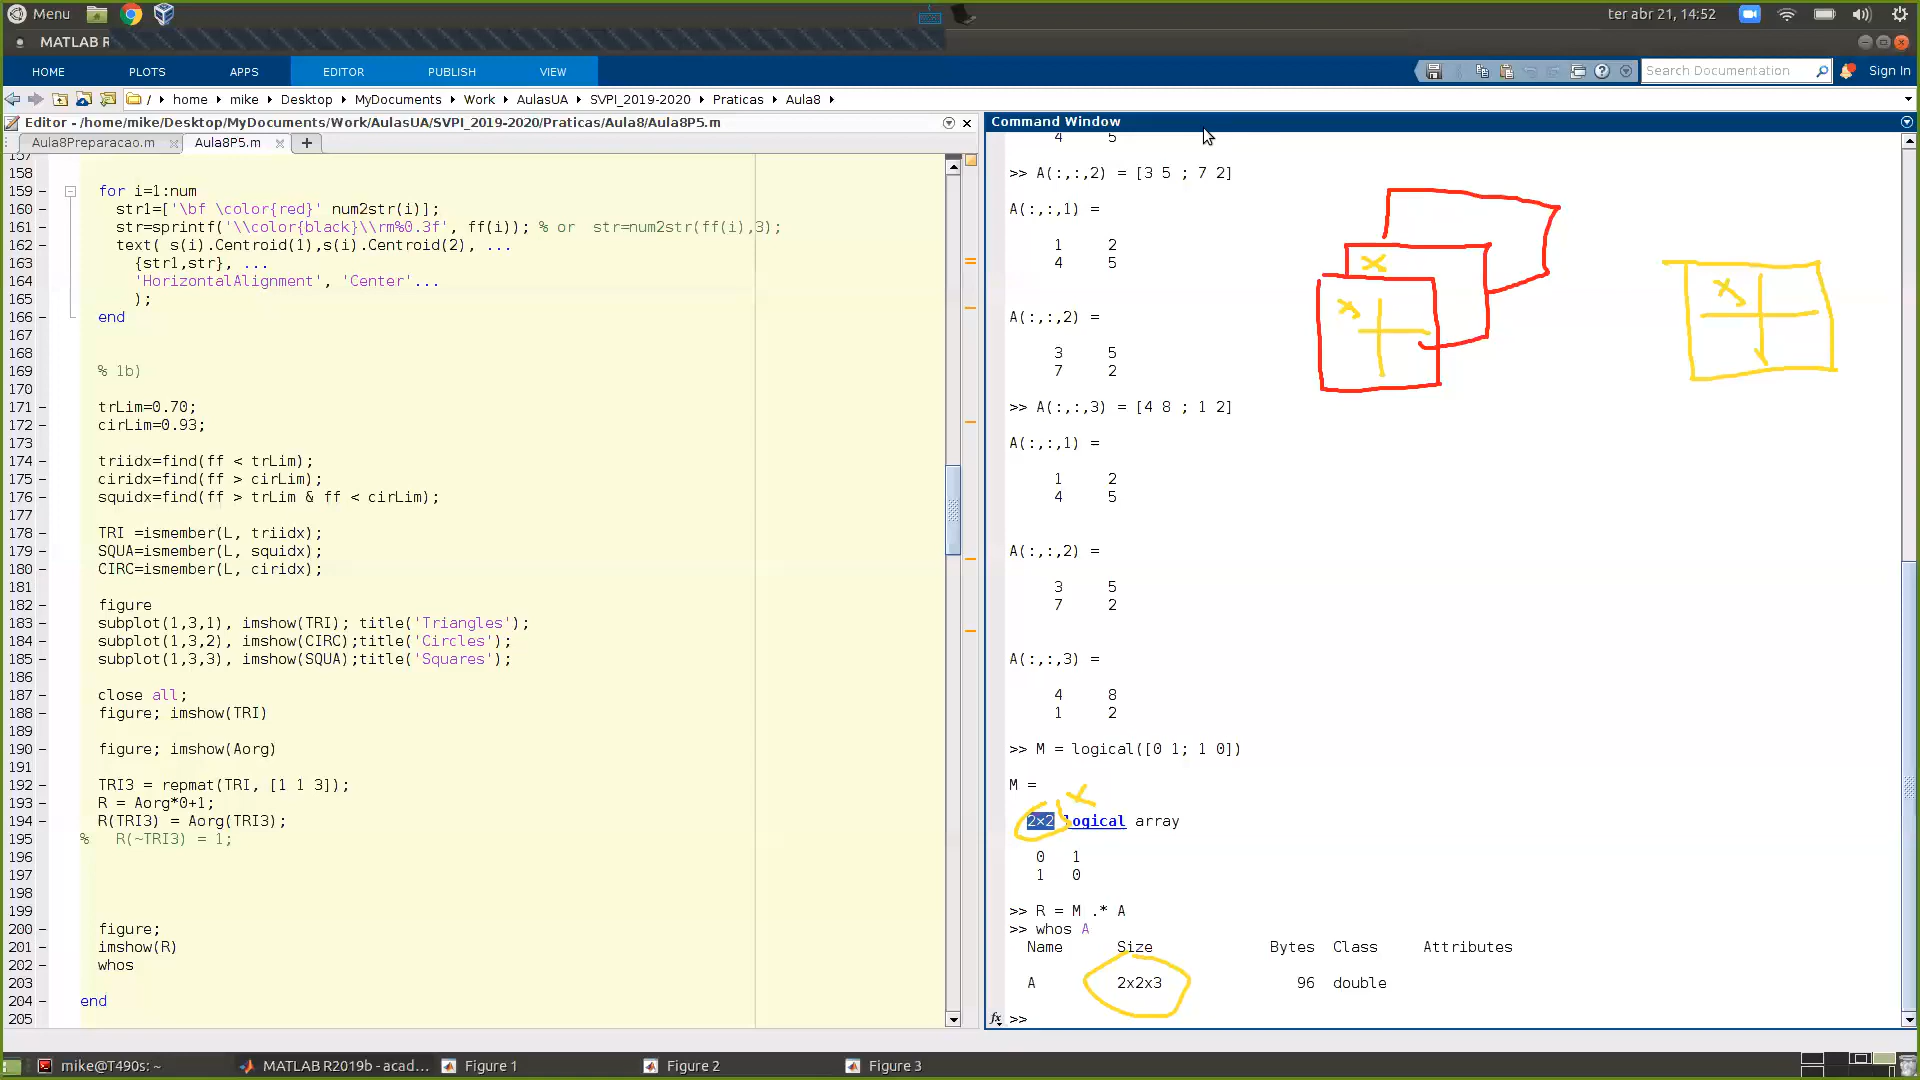 Menu
ter abr 21, 14:52
MATLAB R
HOME PLOTS APPS EDITOR PUBLISH VIEW
Search Documentation Sign In
/ home mike Desktop MyDocuments Work AulasUA SVPI_2019-2020 Praticas Aula8
Editor - /home/mike/Desktop/MyDocuments/Work/AulasUA/SVPI_2019-2020/Praticas/Aula8/Aula8P5.m
Aula8Preparacao.m Aula8P5.m
157
158
159 for i=1:num
160 str1=['\bf \color{red}' num2str(i)];
161 str=sprintf('\\color{black}\\rm%0.3f', ff(i)); % or  str=num2str(ff(i),3);
162 text( s(i).Centroid(1),s(i).Centroid(2), ...
163 {str1,str}, ...
164 'HorizontalAlignment', 'Center'...
165 );
166 end
167
168
169 % 1b)
170
171 trLim=0.70;
172 cirLim=0.93;
173
174 triidx=find(ff < trLim);
175 ciridx=find(ff > cirLim);
176 squidx=find(ff > trLim & ff < cirLim);
177
178 TRI =ismember(L, triidx);
179 SQUA=ismember(L, squidx);
180 CIRC=ismember(L, ciridx);
181
182 figure
183 subplot(1,3,1), imshow(TRI); title('Triangles');
184 subplot(1,3,2), imshow(CIRC);title('Circles');
185 subplot(1,3,3), imshow(SQUA);title('Squares');
186
187 close all;
188 figure; imshow(TRI)
189
190 figure; imshow(Aorg)
191
192 TRI3 = repmat(TRI, [1 1 3]);
193 R = Aorg*0+1;
194 R(TRI3) = Aorg(TRI3);
195 % R(~TRI3) = 1;
196
197
198
199
200 figure;
201 imshow(R)
202 whos
203
204 end
205
Command Window
4 5
>> A(:,:,2) = [3 5 ; 7 2]
A(:,:,1) =
1 2
4 5
A(:,:,2) =
3 5
7 2
>> A(:,:,3) = [4 8 ; 1 2]
A(:,:,1) =
1 2
4 5
A(:,:,2) =
3 5
7 2
A(:,:,3) =
4 8
1 2
>> M = logical([0 1; 1 0])
M =
2×2 logical array
0 1
1 0
>> R = M .* A
>> whos A
Name Size Bytes Class Attributes
A 2x2x3 96 double
fx >>
mike@T490s: ~ MATLAB R2019b - acad... Figure 1 Figure 2 Figure 3